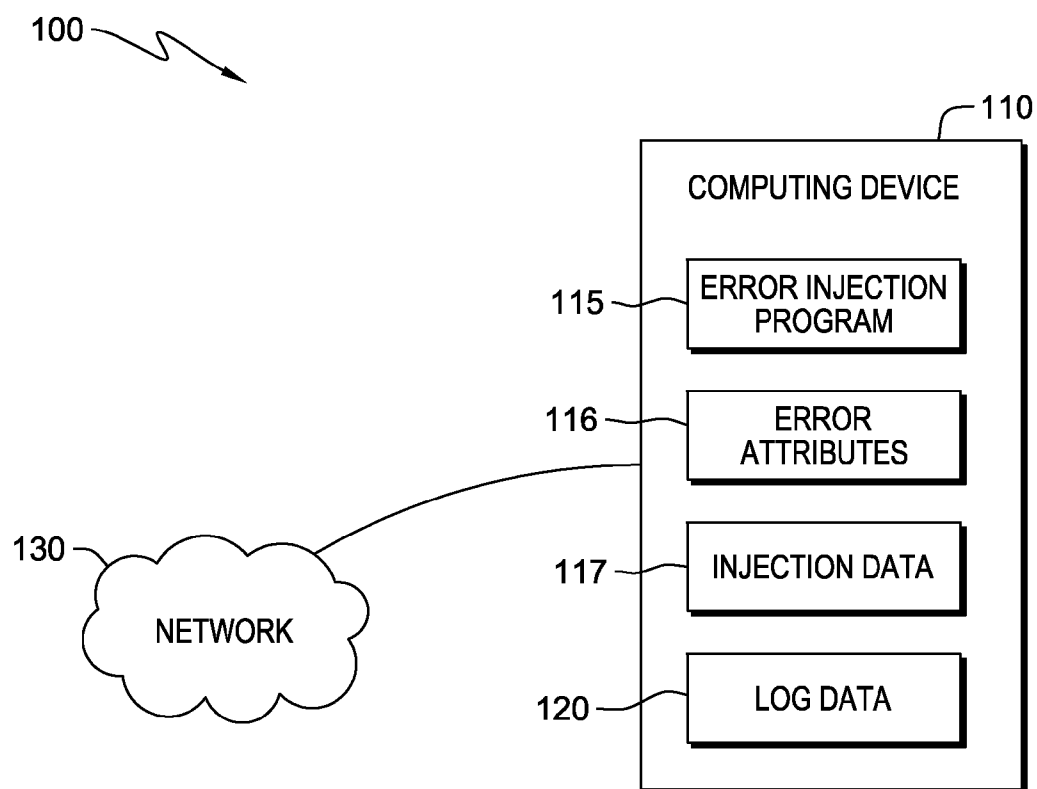 100
110
COMPUTING DEVICE
115
ERROR INJECTION
PROGRAM
116
ERROR
ATTRIBUTES
130
NETWORK
117
INJECTION DATA
120
LOG DATA